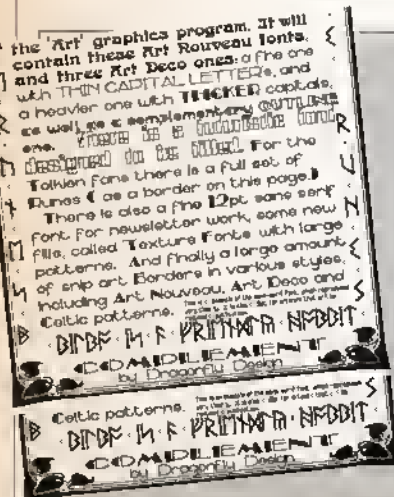 the 'Art' graphics program. It will
contain these Art Nouveau fonts,
and three Art Deco ones: a fine one
with THIN CAPITAL LETTERs, and
a heavier one with THICKER capitals,
as well as a complementary OUTLINE
one. There is a futuristic font
designed to be filled. For the
Tolkien fans there is a full set of
Runes ( as a border on this page.)
There is also a fine 12pt sans serif
font for newsletter work, some new
fills, called Texture Fonts with large
patterns. And finally a large amount
of snip art Borders in various styles,
including Art Nouveau, Art Deco and
Celtic patterns.
COMPLIEMENT
by Dragonfly Design
Celtic patterns.
COMPLIEMENT
by Dragonfly Design